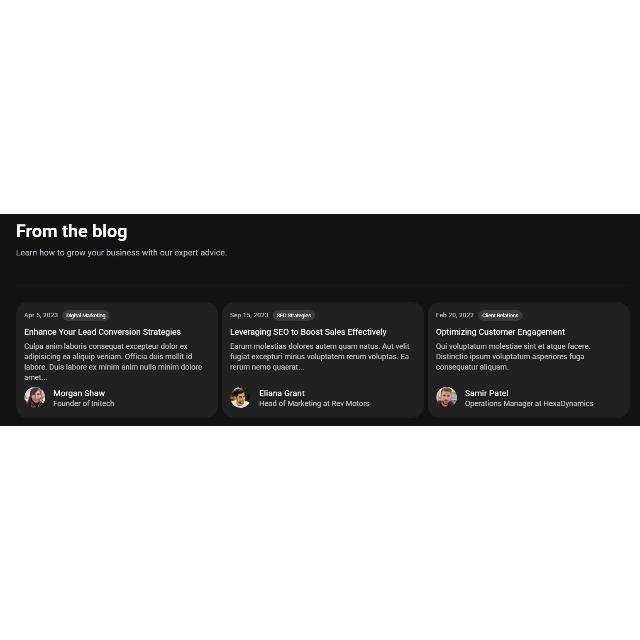 From the blog
Learn how to grow your business with our expert advice.
Apr 5, 2023 Digital Marketing
Enhance Your Lead Conversion Strategies
Culpa anim laboris consequat excepteur dolor ex
adipisicing ea aliquip veniam. Officia duis mollit id
labore. Duis labore ex minim anim nulla minim dolore
amet...
Morgan Shaw
Founder of Initech
Sep 15, 2023 SEO Strategies
Leveraging SEO to Boost Sales Effectively
Earum molestias dolores autem quam natus. Aut velit
fugiat excepturi minus voluptatem rerum voluptas. Ea
rerum nemo quaerat...
Eliana Grant
Head of Marketing at Rev Motors
Feb 20, 2022 Client Relations
Optimizing Customer Engagement
Qui voluptatum molestiae sint et atque facere.
Distinctio ipsum voluptatum asperiores fuga
consequatur aliquam.
Samir Patel
Operations Manager at HexaDynamics